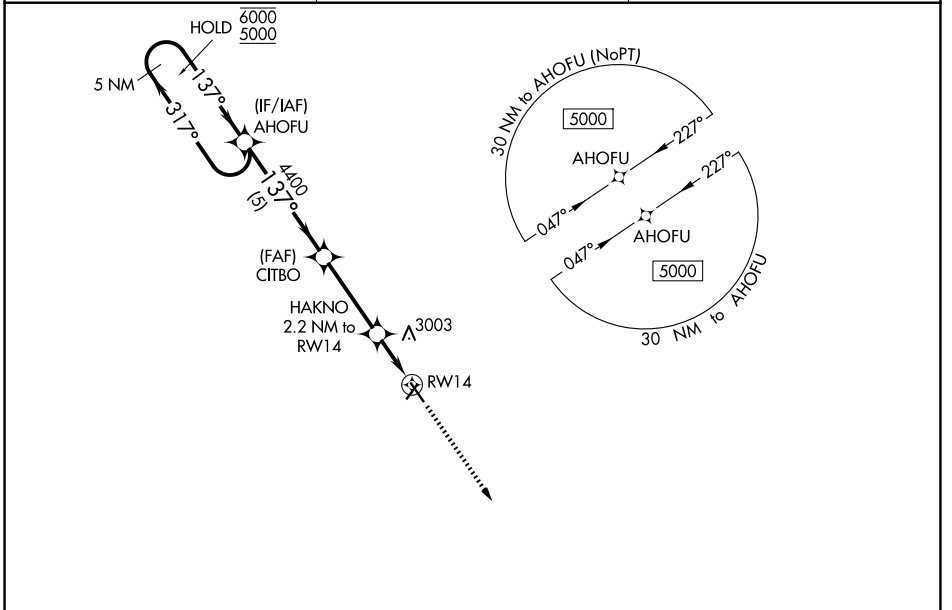 HOLD
6000
5000
5 NM
137°
317°
(IF/IAF)
AHOFU
4400
137°
(5)
(FAF)
CITBO
HAKNO
2.2 NM to
RW14
3003
RW14
30 NM to AHOFU (NoPT)
5000
AHOFU
227°
047°
227°
047°
AHOFU
5000
30 NM to AHOFU